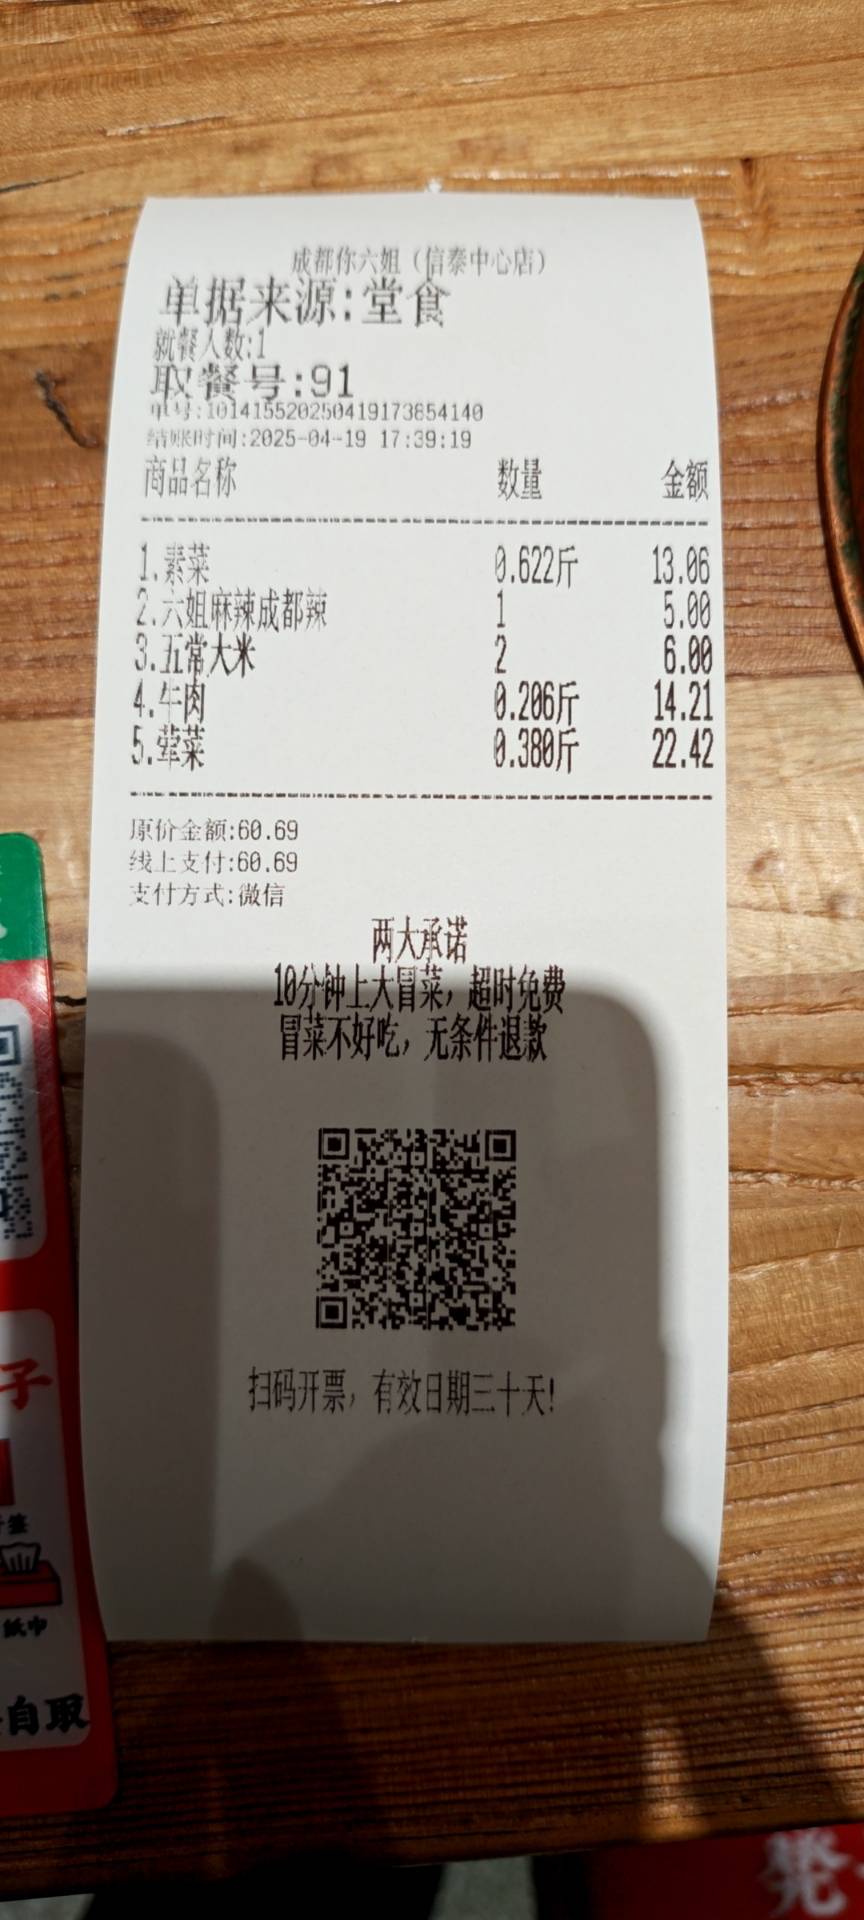 成都你六姐（信泰中心店）
单据来源:堂食
就餐人数:1
取餐号:91
单号:10141552025041917385414​0
结账时间:2025-04-19 17:39:19
商品名称 数量 金额
1.素菜 0.622斤 13.06
2.六姐麻辣成都辣 1 5.00
3.五常大米 2 6.00
4.牛肉 0.206斤 14.21
5.荤菜 0.380斤 22.42
原价金额:60.69
线上支付:60.69
支付方式:微信
两大承诺
10分钟上大冒菜，超时免费
冒菜不好吃，无条件退款
扫码开票，有效日期三十天!
子
纸巾
自取